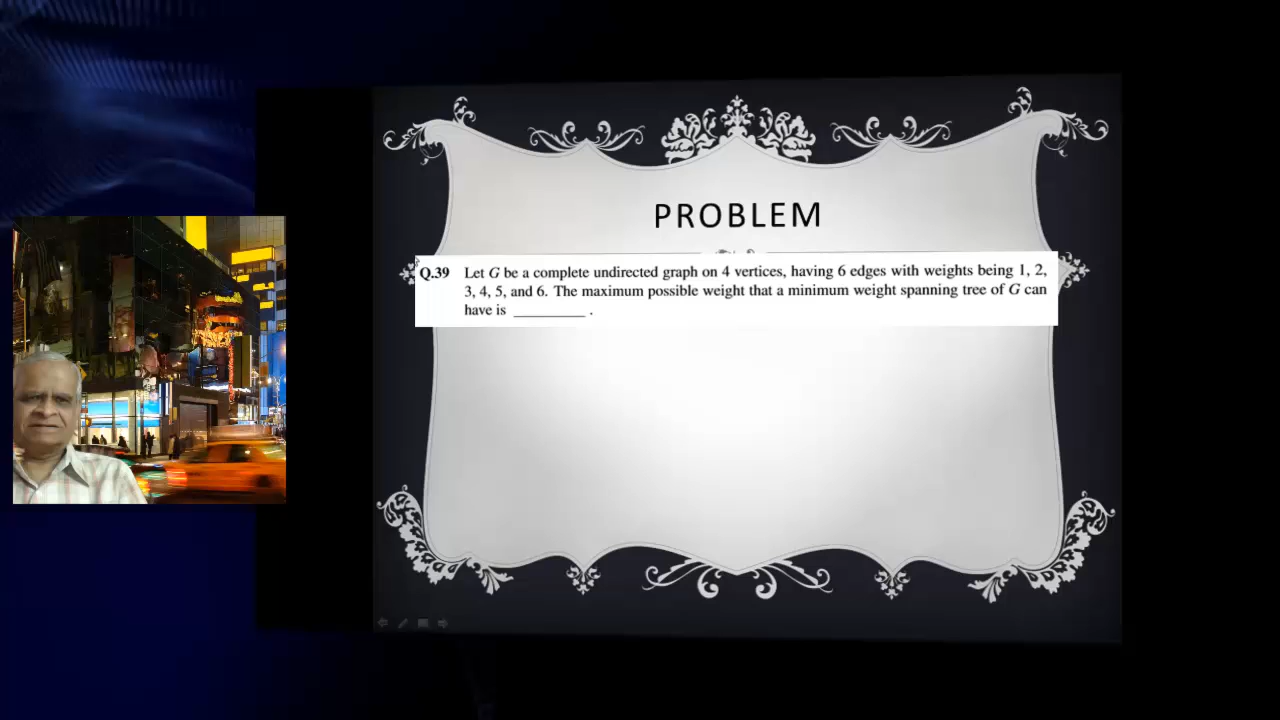 PROBLEM
Q.39 Let G be a complete undirected graph on 4 vertices, having 6 edges with weights being 1, 2,
3, 4, 5, and 6. The maximum possible weight that a minimum weight spanning tree of G can
have is __________ .